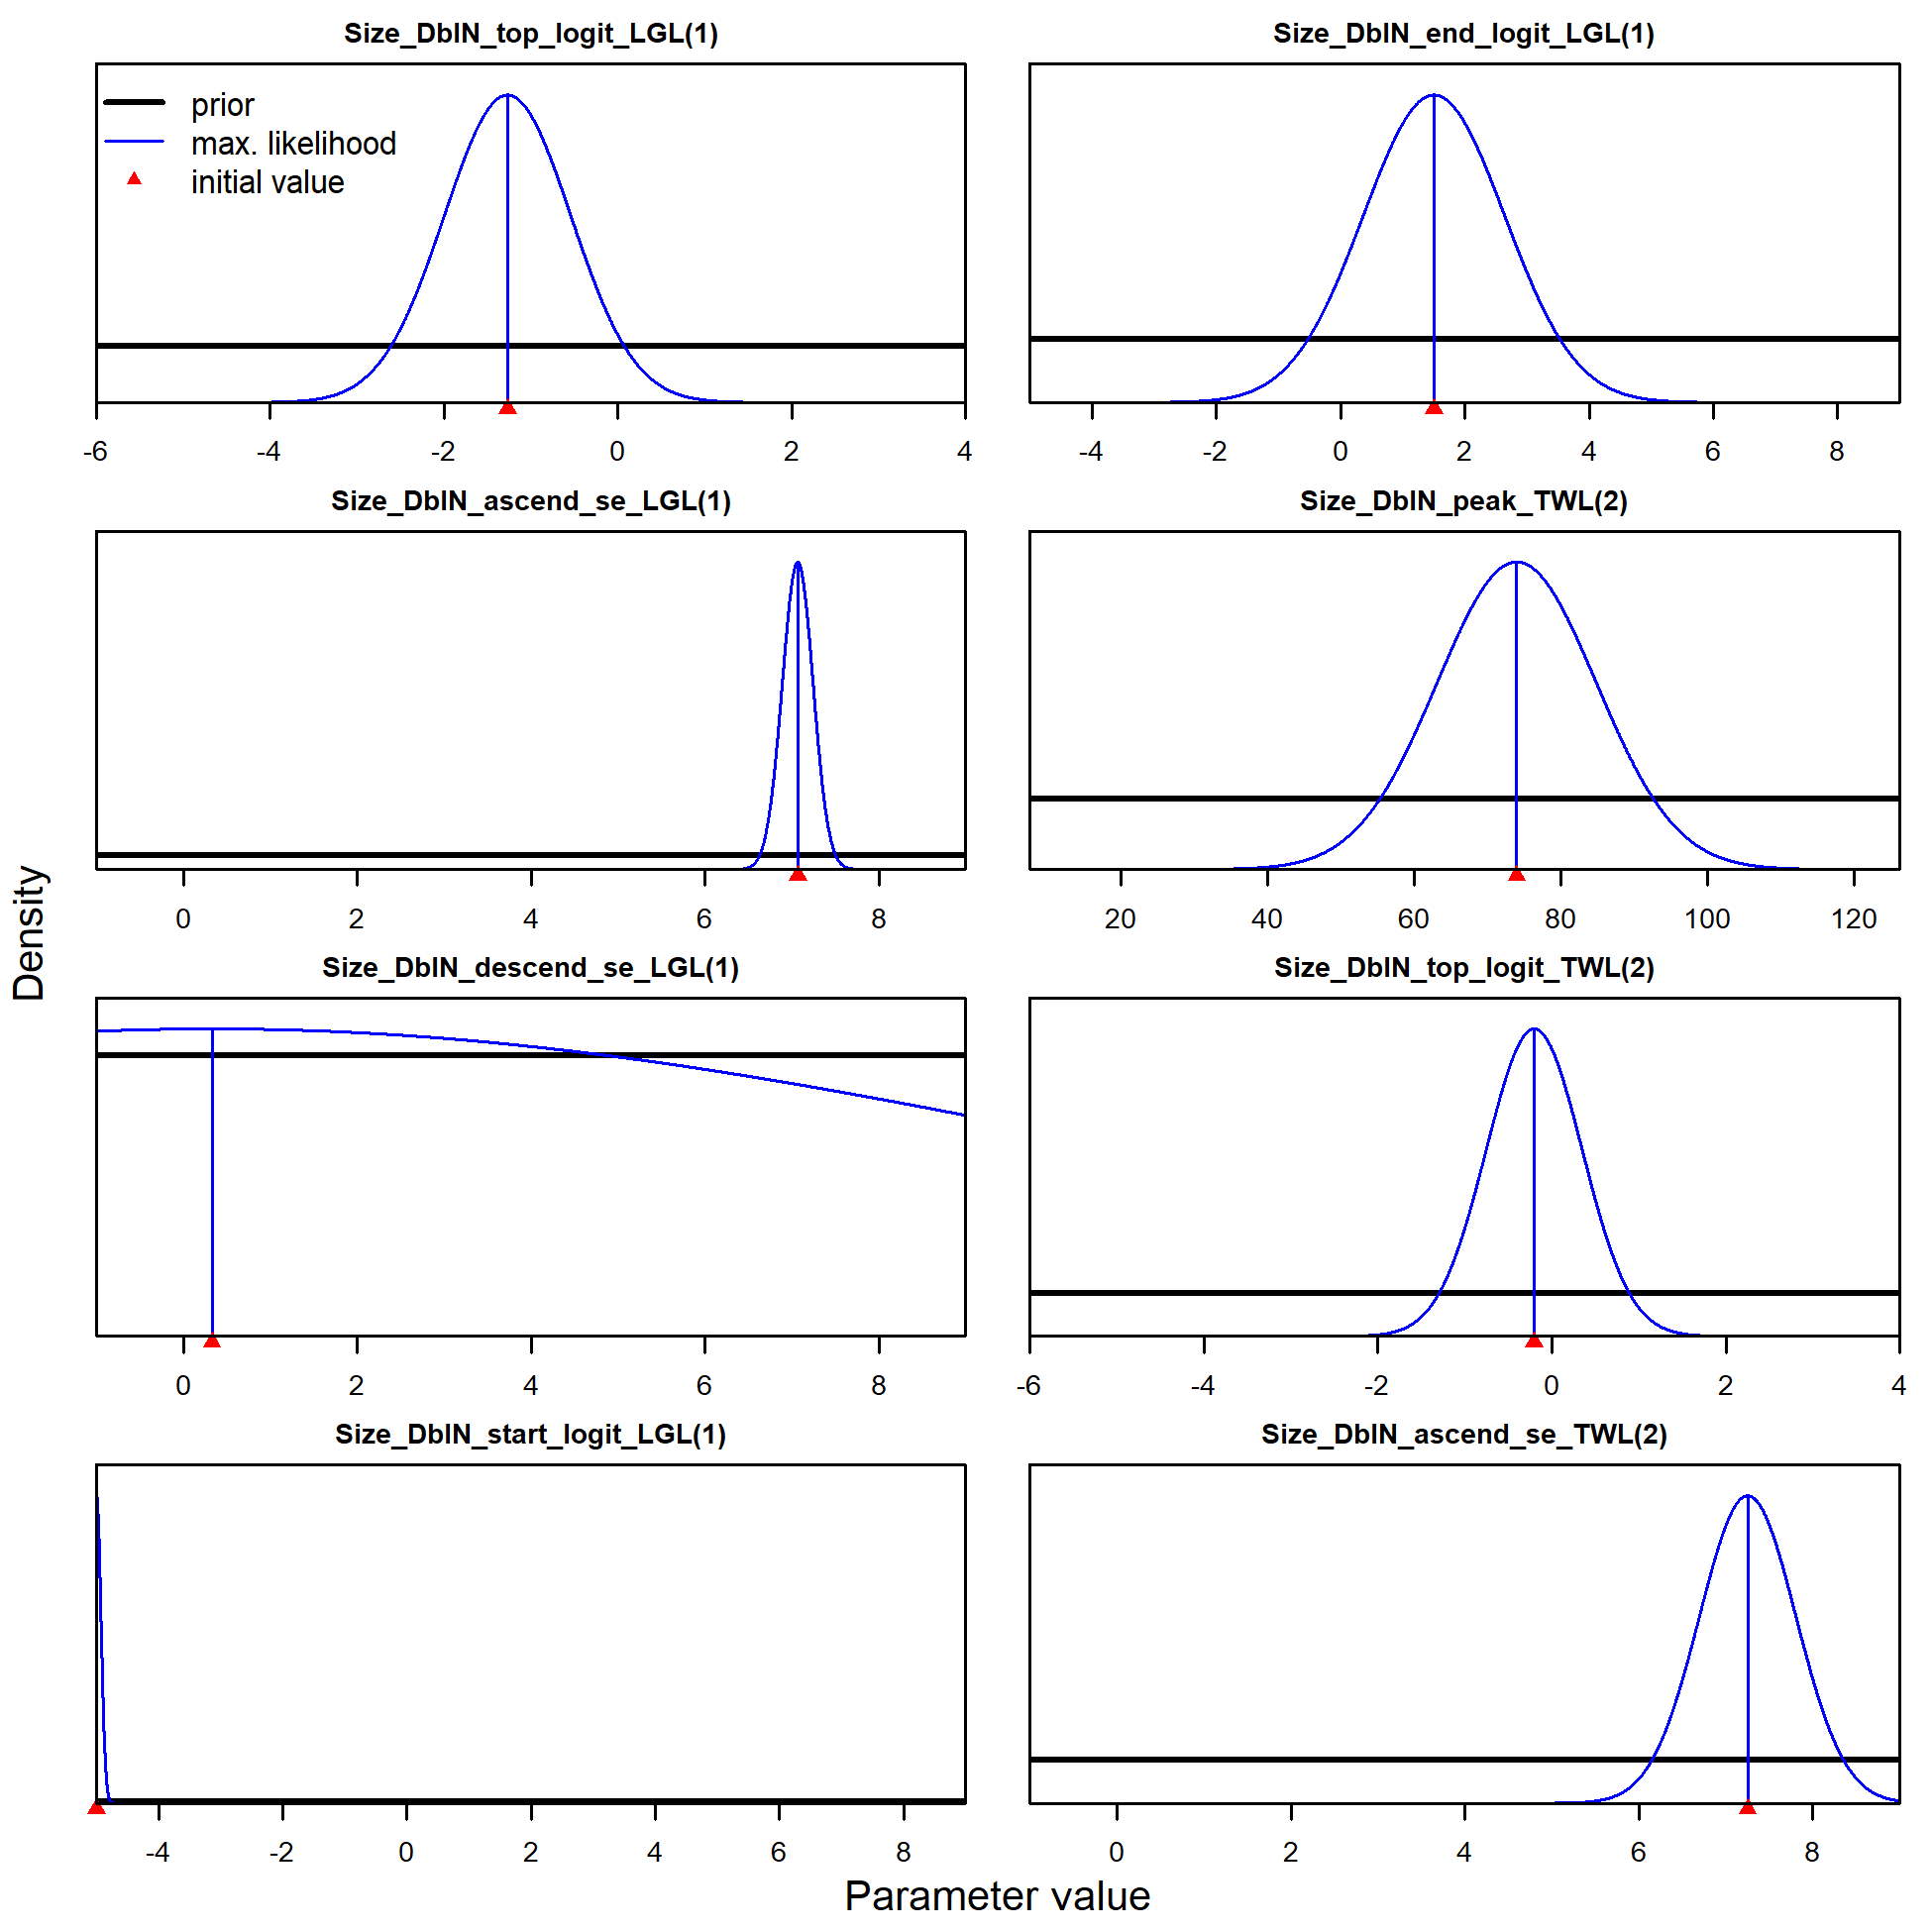 Size_DblN_top_logit_LGL(1)
prior
max. likelihood
initial value
-6 -4 -2 0 2 4
Size_DblN_end_logit_LGL(1)
-4 -2 0 2 4 6 8
Size_DblN_ascend_se_LGL(1)
0 2 4 6 8
Size_DblN_peak_TWL(2)
20 40 60 80 100 120
Size_DblN_descend_se_LGL(1)
0 2 4 6 8
Size_DblN_top_logit_TWL(2)
-6 -4 -2 0 2 4
Size_DblN_start_logit_LGL(1)
-4 -2 0 2 4 6 8
Size_DblN_ascend_se_TWL(2)
0 2 4 6 8
Density
Parameter value